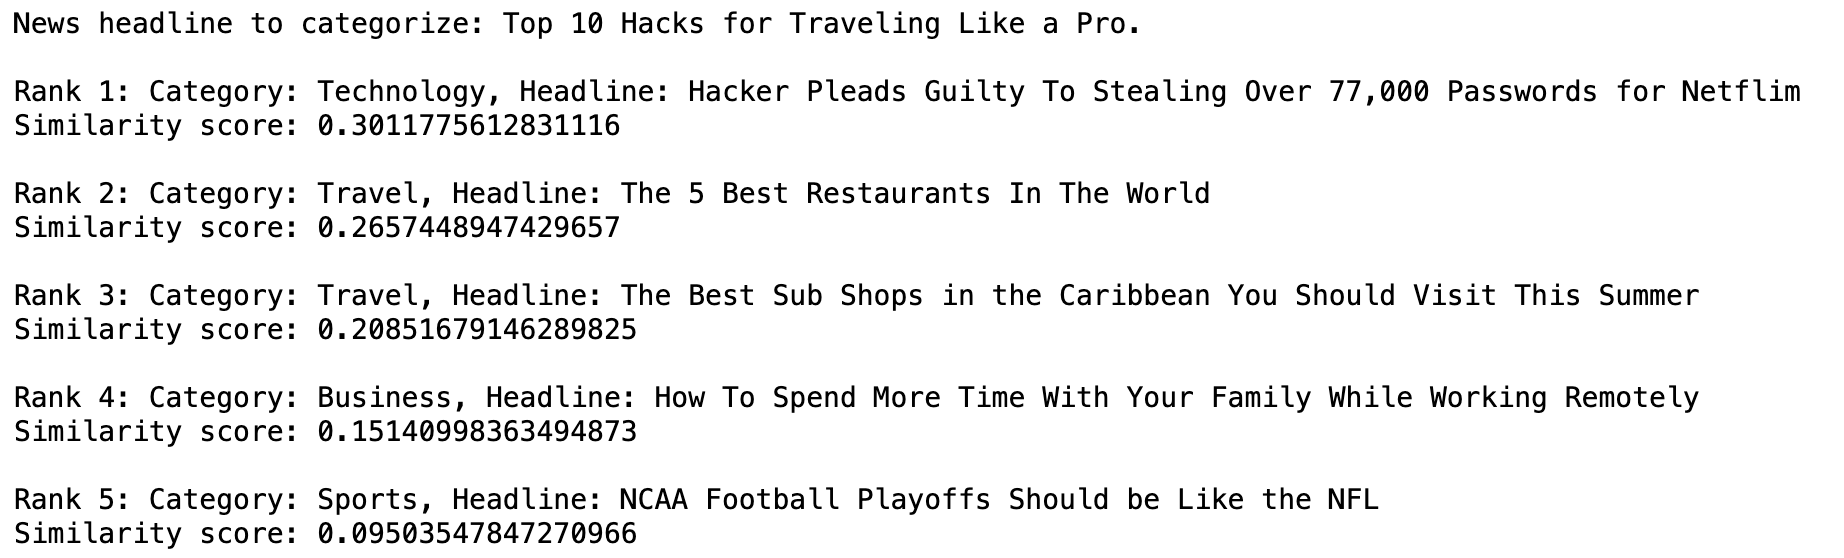 News headline to categorize: Top 10 Hacks for Traveling Like a Pro.
Rank 1: Category: Technology, Headline: Hacker Pleads Guilty To Stealing Over 77,000 Passwords for Netflim
Similarity score: 0.3011775612831116
Rank 2: Category: Travel, Headline: The 5 Best Restaurants In The World
Similarity score: 0.2657448947429657
Rank 3: Category: Travel, Headline: The Best Sub Shops in the Caribbean You Should Visit This Summer
Similarity score: 0.20851679146289825
Rank 4: Category: Business, Headline: How To Spend More Time With Your Family While Working Remotely
Similarity score: 0.15140998363494873
Rank 5: Category: Sports, Headline: NCAA Football Playoffs Should be Like the NFL
Similarity score: 0.09503547847270966